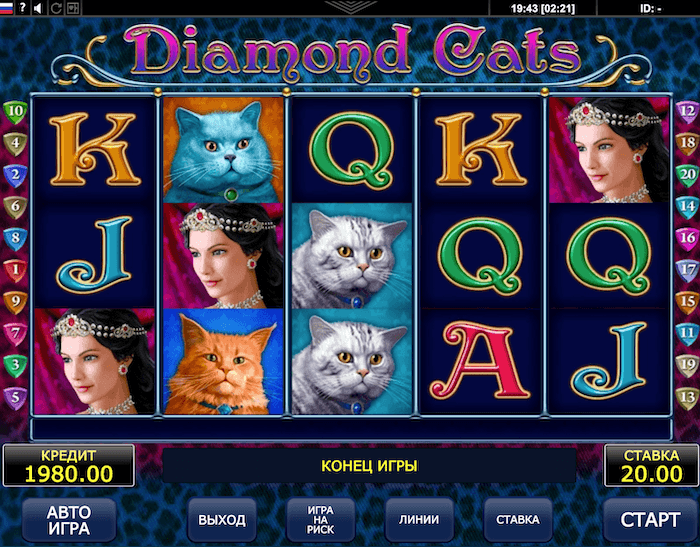 ? 19:43 [02:21] ID: -
Diamond Cats
10 K Q K 12
4 18
2 20
6 14
8 J Q Q 16
1 17
9 15
7 11
3 A J 19
5 13
КРЕДИТ
1980.00
КОНЕЦ ИГРЫ
СТАВКА
20.00
АВТО
ИГРА
ВЫХОД
ИГРА
НА
РИСК
ЛИНИИ
СТАВКА
СТАРТ